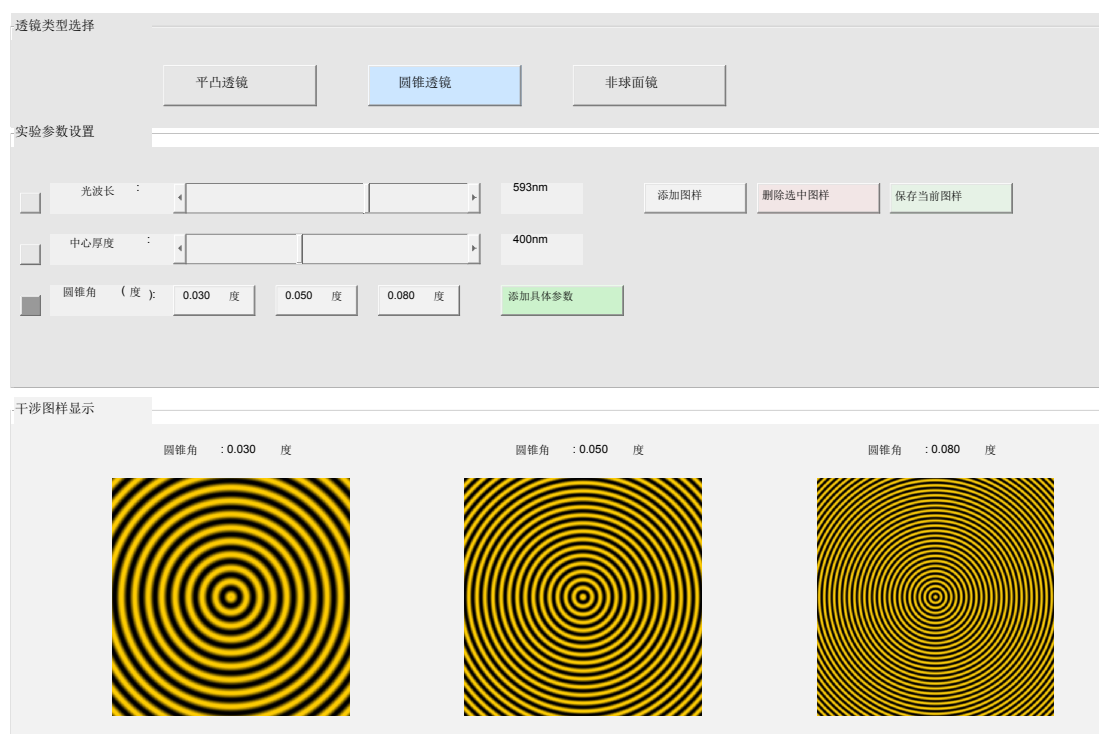 透镜类型选择
平凸透镜 圆锥透镜 非球面镜
实验参数设置
光波长 : 593nm 添加图样 删除选中图样 保存当前图样
中心厚度 : 400nm
圆锥角 (度): 0.030 度 0.050 度 0.080 度 添加具体参数
干涉图样显示
圆锥角 : 0.030 度 圆锥角 : 0.050 度 圆锥角 : 0.080 度